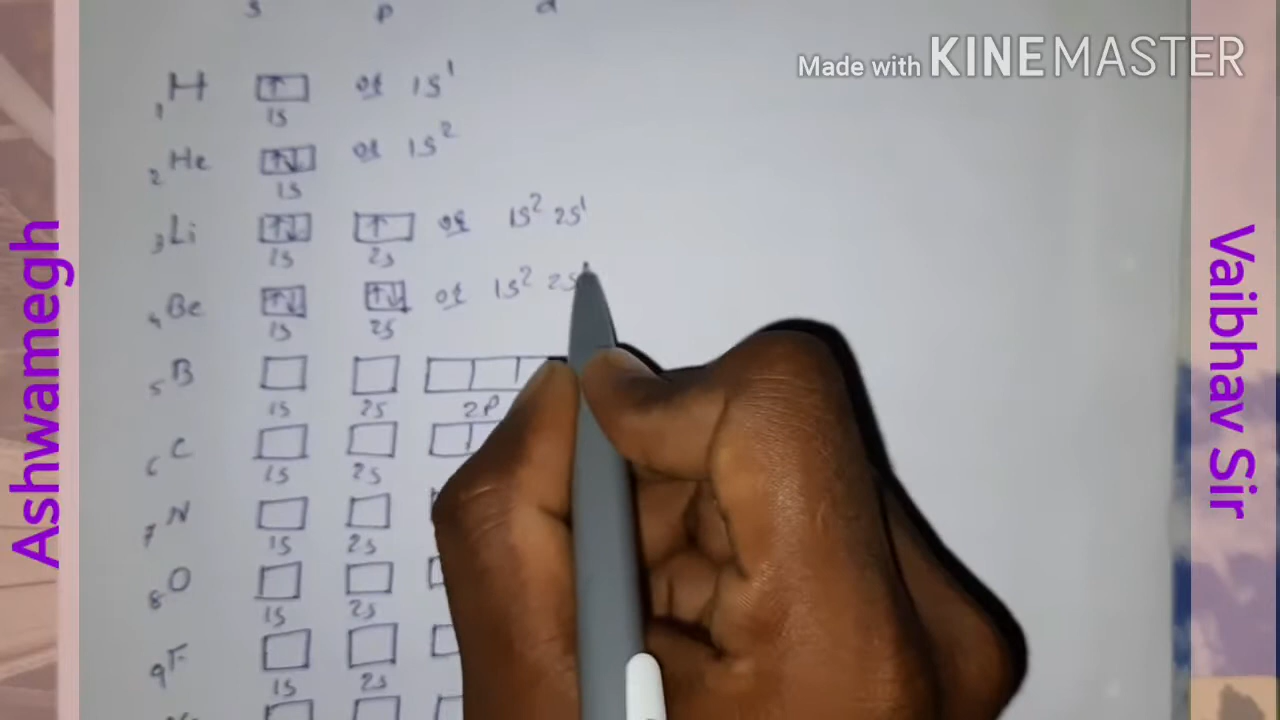 s p d
Made with KINEMASTER
1H ↑ or 1s¹
1s
2He ↑↓ or 1s²
1s
3Li ↑↓ ↑ or 1s² 2s¹
1s 2s
4Be ↑↓ ↑↓ or 1s² 2s
1s 2s
5B
1s 2s 2P
6C
1s 2s
7N
1s 2s
8O
1s 2s
9F
1s 2s
Ashwamegh
Vaibhav Sir